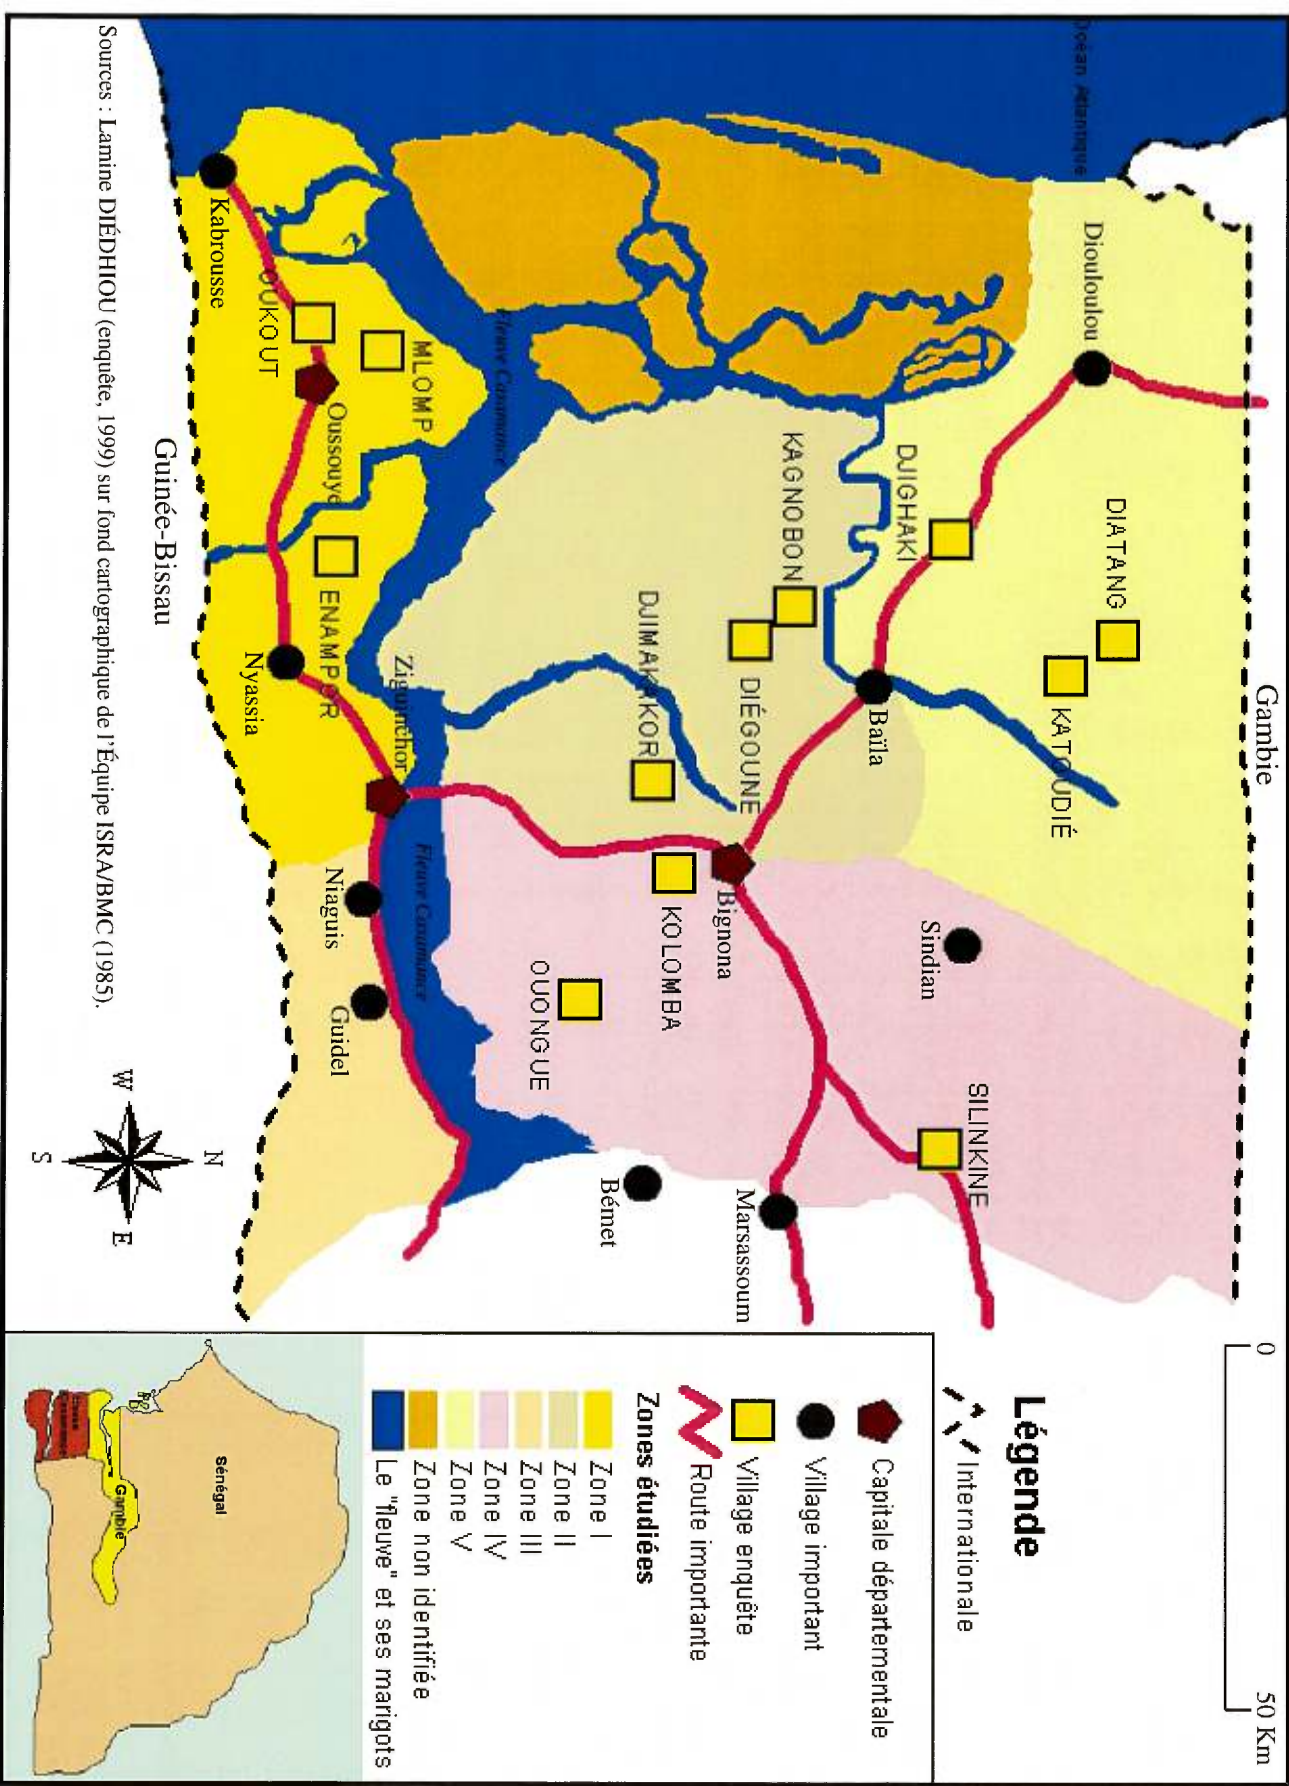 Gambie
0
50 Km
Océan Atlantique
Diouloulou
DIATANG
KATOUDIÉ
DJIGHAKI
Baïla
Sindian
SILINKINE
KAGNOBON
DIÉGOUNE
Bignona
Marsassoum
DJIMAKAKOR
KOLOMBA
Bémet
OUONGUE
Fleuve Casamance
Fleuve Casamance
MLOMP
Ziguinchor
Oussouye
ENAMPOR
Niaguis
Guidel
OUKOUT
Nyassia
Kabrousse
Guinée-Bissau
N
W
E
S
Sources : Lamine DIÉDHIOU (enquête, 1999) sur fond cartographique de l'Équipe ISRA/BMC (1985).
Légende
Internationale
Capitale départementale
Village important
Village enquête
Route importante
Zones étudiées
Zone I
Zone II
Zone III
Zone IV
Zone V
Zone non identifiée
Le "fleuve" et ses marigots
Sénégal
Gambie